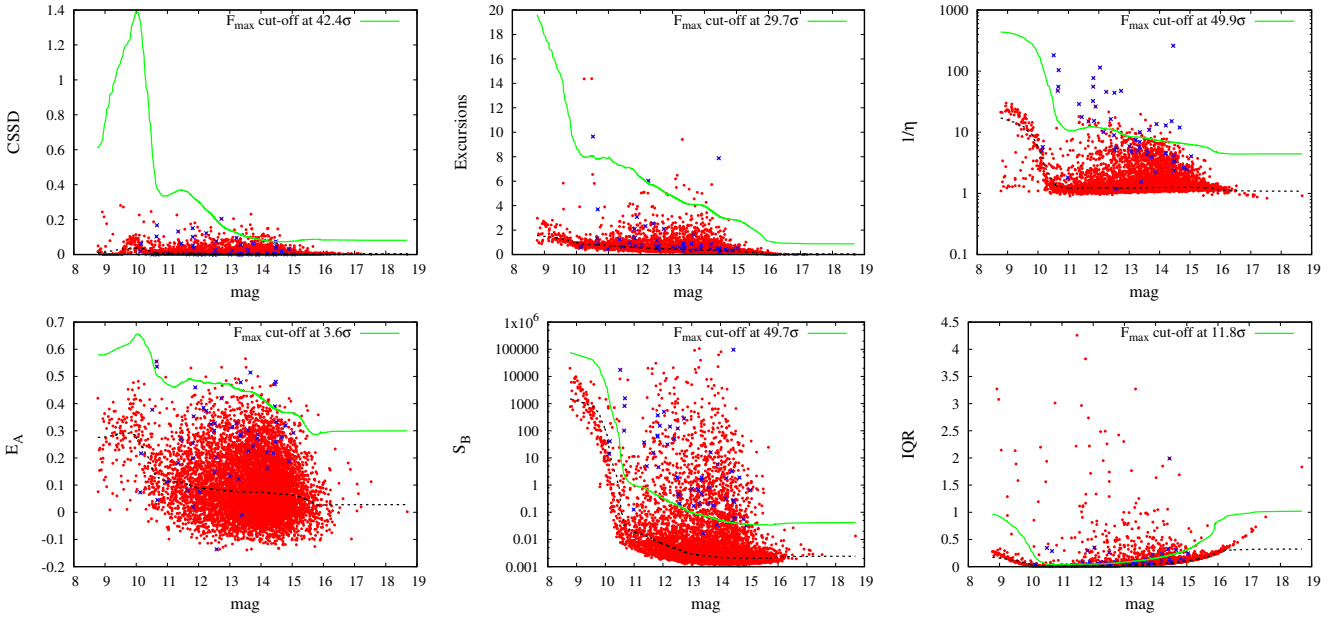 F_max cut-off at 42.4σ
1.4
1.2
1
0.8
0.6
0.4
0.2
0
CSSD
8 9 10 11 12 13 14 15 16 17 18 19
mag
F_max cut-off at 29.7σ
20
18
16
14
12
10
8
6
4
2
0
Excursions
8 9 10 11 12 13 14 15 16 17 18 19
mag
F_max cut-off at 49.9σ
1000
100
10
1
0.1
1/η
8 9 10 11 12 13 14 15 16 17 18 19
mag
F_max cut-off at 3.6σ
0.7
0.6
0.5
0.4
0.3
0.2
0.1
0
-0.1
-0.2
E_A
8 9 10 11 12 13 14 15 16 17 18 19
mag
F_max cut-off at 49.7σ
1x10^6
100000
10000
1000
100
10
1
0.1
0.01
0.001
S_B
8 9 10 11 12 13 14 15 16 17 18 19
mag
F_max cut-off at 11.8σ
4.5
4
3.5
3
2.5
2
1.5
1
0.5
0
IQR
8 9 10 11 12 13 14 15 16 17 18 19
mag